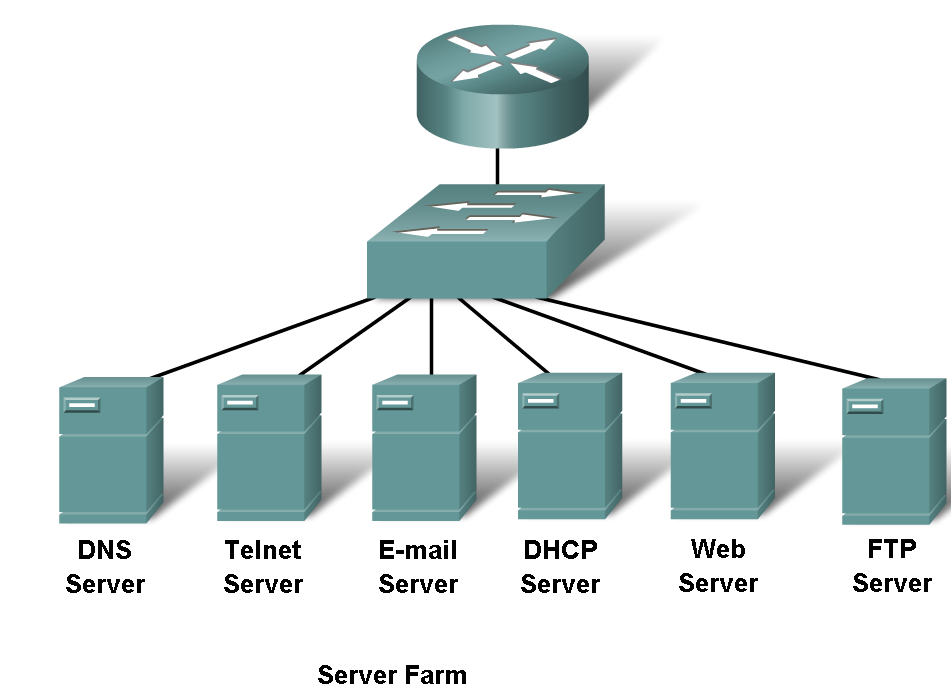 DNS
Server
Telnet
Server
E-mail
Server
DHCP
Server
Web
Server
FTP
Server
Server Farm